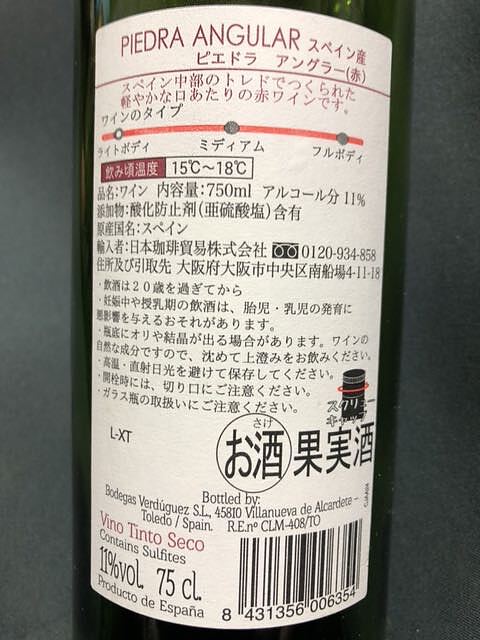 PIEDRA ANGULAR スペイン産
ピエドラ アングラー(赤)
スペイン中部のトレドでつくられた
軽やかな口あたりの赤ワインです。
ワインのタイプ
ライトボディ ミディアム フルボディ
飲み頃温度 15℃～18℃
品名:ワイン 内容量:750ml アルコール分11%
添加物:酸化防止剤(亜硫酸塩)含有
原産国名:スペイン
輸入者:日本珈琲貿易株式会社 0120-934-858
住所及び引取先 大阪府大阪市中央区南船場4-11-18
・飲酒は20歳を過ぎてから
・妊娠中や授乳期の飲酒は、胎児・乳児の発育に
悪影響を与えるおそれがあります。
・瓶底にオリや結晶が出る場合があります。ワインの
自然な成分ですので、沈めて上澄みをお飲みください。
・高温・直射日光を避けて保存してください。
・開栓時には、切り口にご注意ください。
・ガラス瓶の取扱いにご注意ください。
スクリュー
キャップ
L-XT
さけ
お酒 果実酒
Bottled by:
Bodegas Verdúguez S.L, 45810 Villanueva de Alcardete –
Toledo / Spain. R.E.nº CLM-408/TO
Vino Tinto Seco
Contains Sulfites
11%vol. 75 cl.
Producto de España
8 431356 006354